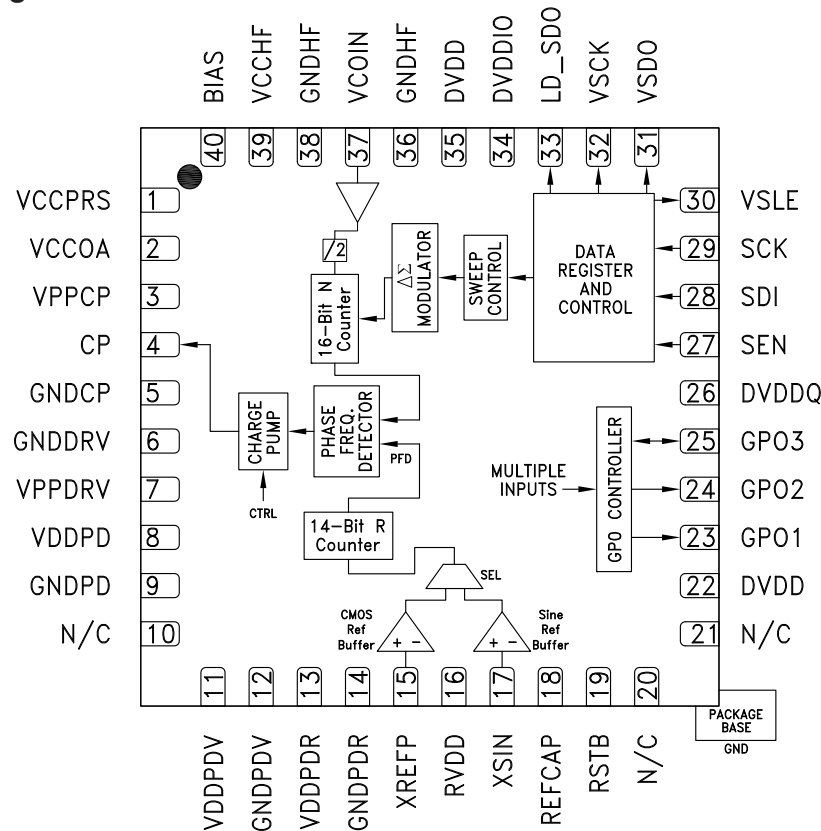 g
BIAS
VCCHF
GNDHF
VCOIN
GNDHF
DVDD
DVDDIO
LD_SDO
VSCK
VSDO
40
39
38
37
36
35
34
33
32
31
VCCPRS 1
VCCOA 2
VPPCP 3
CP 4
GNDCP 5
GNDDRV 6
VPPDRV 7
VDDPD 8
GNDPD 9
N/C 10
/2
16-Bit N
Counter
ΔΣ
MODULATOR
SWEEP
CONTROL
DATA
REGISTER
AND
CONTROL
30 VSLE
29 SCK
28 SDI
27 SEN
26 DVDDQ
25 GPO3
24 GPO2
23 GPO1
22 DVDD
21 N/C
CHARGE
PUMP
CTRL
PHASE
FREQ.
DETECTOR
PFD
MULTIPLE
INPUTS
GPO CONTROLLER
14-Bit R
Counter
SEL
CMOS
Ref
Buffer
+ -
Sine
Ref
Buffer
+ -
11
12
13
14
15
16
17
18
19
20
VDDPDV
GNDPDV
VDDPDR
GNDPDR
XREFP
RVDD
XSIN
REFCAP
RSTB
N/C
PACKAGE
BASE
GND